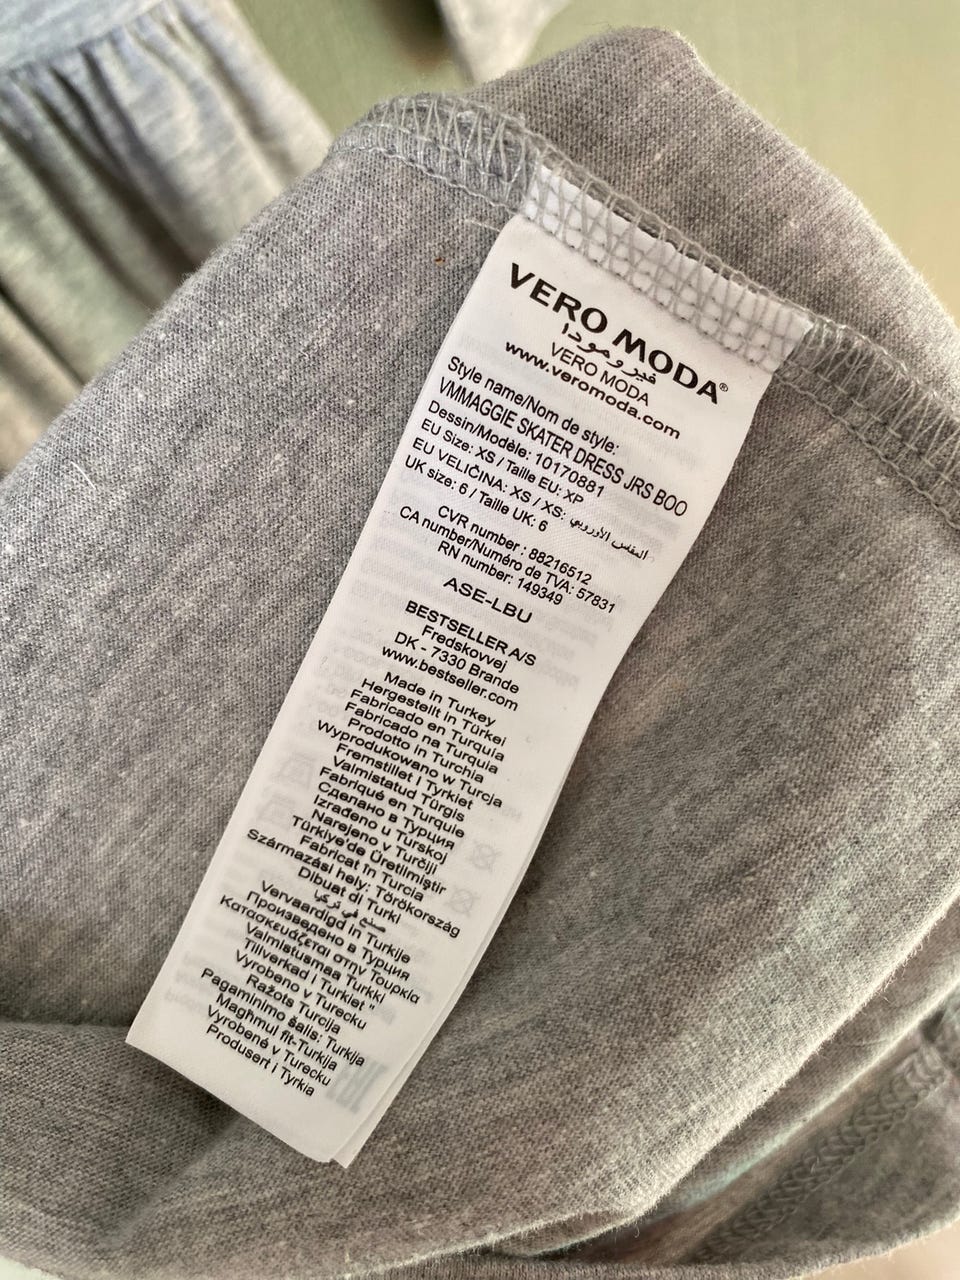 VERO MODA®
فيرومودا
VERO MODA
www.veromoda.com
Style name/Nom de style:
VMMAGGIE SKATER DRESS JRS BOO
Dessin/Modèle: 10170881
EU Size: XS / Taille EU: XP
EU VELIČINA: XS / XS: المقاس الأوروبي
UK size: 6 / Taille UK: 6
CVR number : 88216512
CA number/Numéro de TVA: 57831
RN number: 149349
ASE-LBU
BESTSELLER A/S
Fredskovvej
DK - 7330 Brande
www.bestseller.com
Made in Turkey
Hergestellt in Türkei
Fabricado en Turquía
Fabricado na Turquia
Prodotto in Turchia
Wyprodukowano w Turcja
Fremstillet i Tyrkiet
Valmistatud Türgis
Fabriqué en Turquie
Сделано в Турция
Izrađeno u Turskoj
Narejeno v Turčiji
Türkiye'de Üretilmiştir
Fabricat în Turcia
Származási hely: Törökország
Dibuat di Turki
صنع في تركيا
Vervaardigd in Turkije
Произведено в Турция
Κατασκευάζεται στην Τουρκία
Valmistusmaa Turkki
Tillverkad i Turkiet "
Vyrobeno v Turecku
Ražots Turcija
Pagaminimo šalis: Turkija
Magħmul fit-Turkija
Vyrobené v Turecku
Produsert i Tyrkia